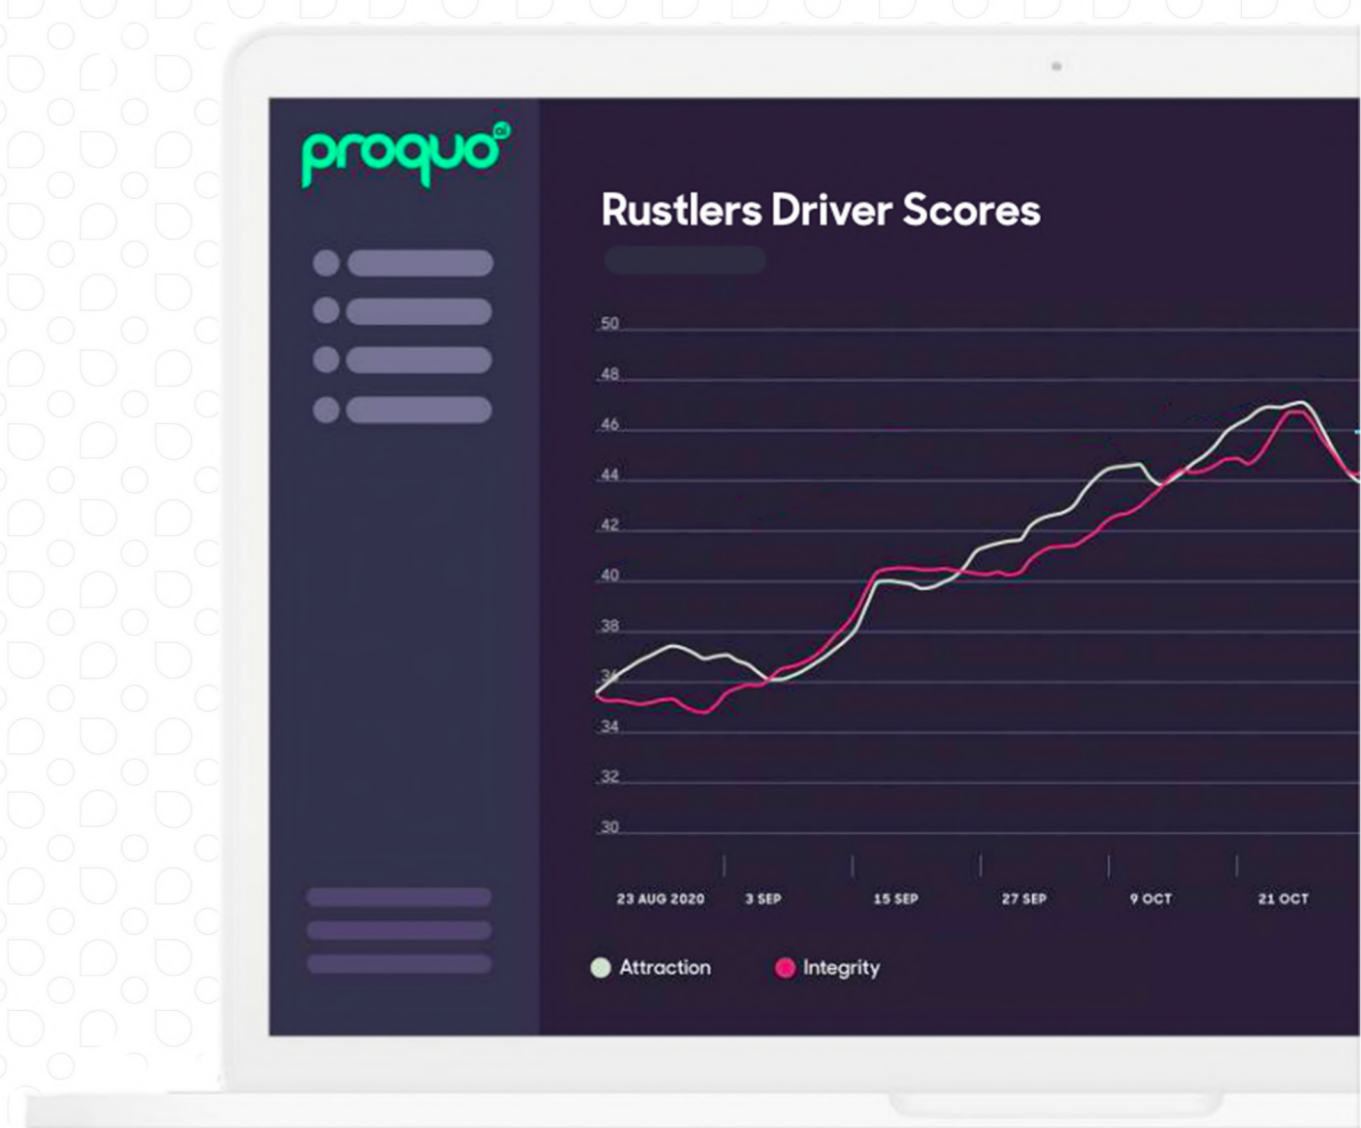 proquo ai
Rustlers Driver Scores
.50
.48
.46
.44
.42
.40
.38
.36
.34
.32
.30
23 AUG 2020 3 SEP 15 SEP 27 SEP 9 OCT 21 OCT
Attraction Integrity